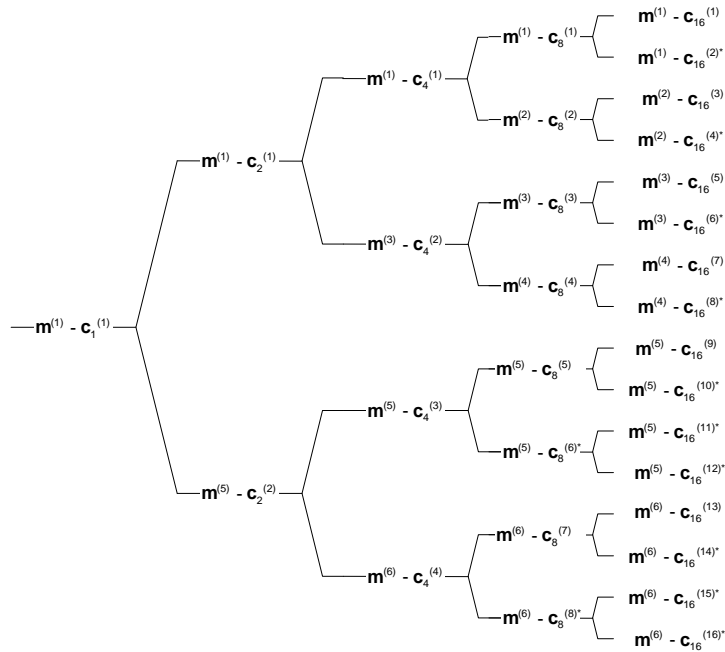 m(1) - c16(1)
m(1) - c8(1)
m(1) - c16(2)*
m(1) - c4(1)
m(2) - c16(3)
m(2) - c8(2)
m(2) - c16(4)*
m(1) - c2(1)
m(3) - c16(5)
m(3) - c8(3)
m(3) - c16(6)*
m(3) - c4(2)
m(4) - c16(7)
m(4) - c8(4)
m(4) - c16(8)*
m(1) - c1(1)
m(5) - c16(9)
m(5) - c8(5)
m(5) - c16(10)*
m(5) - c4(3)
m(5) - c16(11)*
m(5) - c8(6)*
m(5) - c16(12)*
m(5) - c2(2)
m(6) - c16(13)
m(6) - c8(7)
m(6) - c16(14)*
m(6) - c4(4)
m(6) - c16(15)*
m(6) - c8(8)*
m(6) - c16(16)*